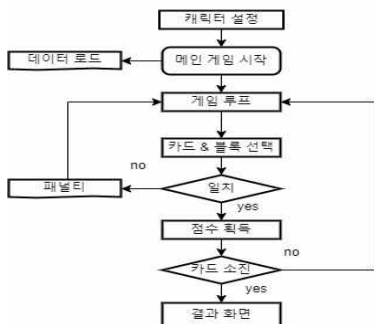 캐릭터 설정
데이터 로드
메인 게임 시작
게임 루프
카드 & 블록 선택
no
패널티
일치
yes
점수 획득
no
카드 소진
yes
결과 화면